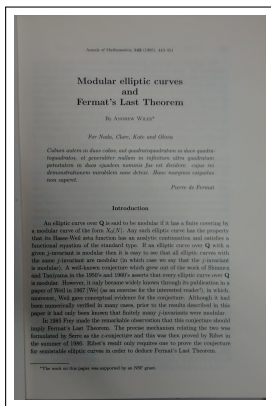 Annals of Mathematics, 142 (1995), 443-551
Modular elliptic curves
and
Fermat's Last Theorem
By Andrew Wiles*
For Nada, Clare, Kate and Olivia
Cubum autem in duos cubos, aut quadratoquadratum in duos quadra-
toquadratos, et generaliter nullam in infinitum ultra quadratum
potestatem in duos ejusdem nominis fas est dividere: cujus rei
demonstrationem mirabilem sane detexi. Hanc marginis exiguitas
non caperet.
Pierre de Fermat
Introduction
An elliptic curve over Q is said to be modular if it has a finite covering by
a modular curve of the form X₀(N). Any such elliptic curve has the property
that its Hasse-Weil zeta function has an analytic continuation and satisfies a
functional equation of the standard type. If an elliptic curve over Q with a
given j-invariant is modular then it is easy to see that all elliptic curves with
the same j-invariant are modular (in which case we say that the j-invariant
is modular). A well-known conjecture which grew out of the work of Shimura
and Taniyama in the 1950's and 1960's asserts that every elliptic curve over Q
is modular. However, it only became widely known through its publication in a
paper of Weil in 1967 [We] (as an exercise for the interested reader!), in which,
moreover, Weil gave conceptual evidence for the conjecture. Although it had
been numerically verified in many cases, prior to the results described in this
paper it had only been known that finitely many j-invariants were modular.
In 1985 Frey made the remarkable observation that this conjecture should
imply Fermat's Last Theorem. The precise mechanism relating the two was
formulated by Serre as the ε-conjecture and this was then proved by Ribet in
the summer of 1986. Ribet's result only requires one to prove the conjecture
for semistable elliptic curves in order to deduce Fermat's Last Theorem.
*The work on this paper was supported by an NSF grant.